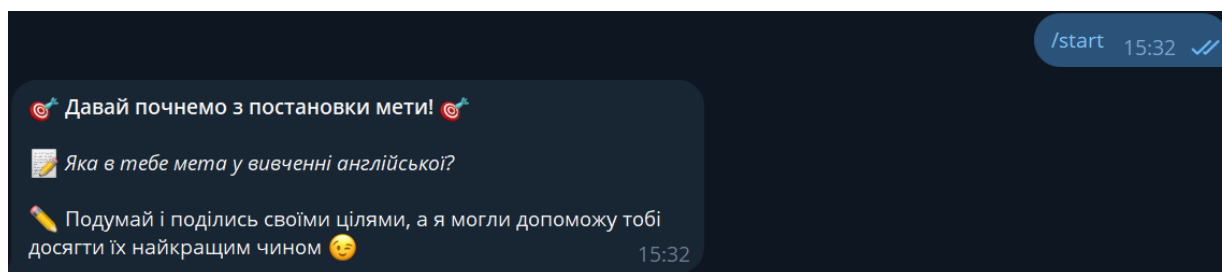 /start 15:32
🎯 Давай почнемо з постановки мети! 🎯
📝 Яка в тебе мета у вивченні англійської?
✏️ Подумай і поділись своїми цілями, а я могли допоможу тобі
досягти їх найкращим чином 😉 15:32